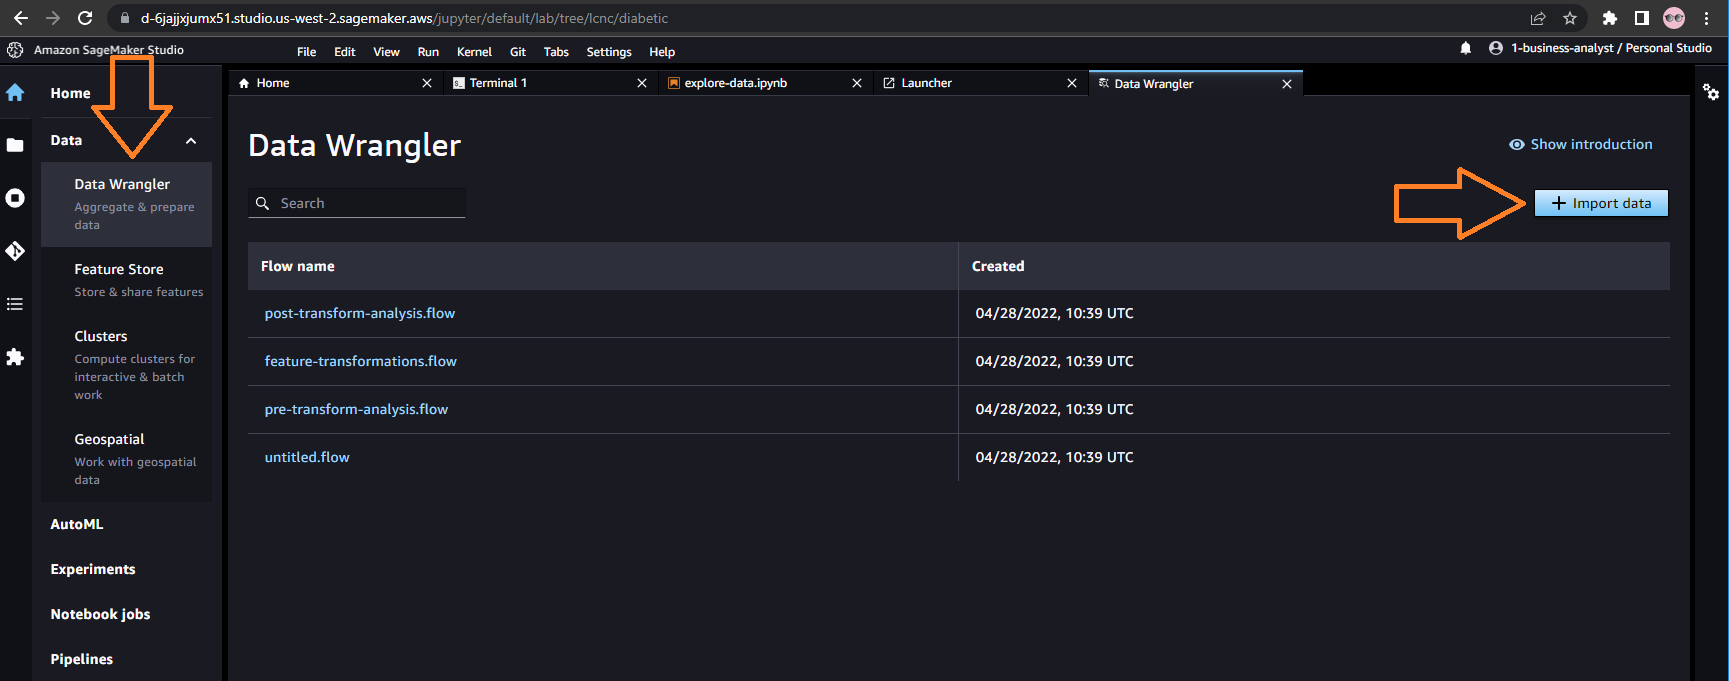 d-6jajjxjumx51.studio.us-west-2.sagemaker.aws/jupyter/default/lab/tree/lcnc/diabetic
Amazon SageMaker Studio
File Edit View Run Kernel Git Tabs Settings Help
1-business-analyst / Personal Studio
Home
Data
Data Wrangler
Aggregate & prepare
data
Feature Store
Store & share features
Clusters
Compute clusters for
interactive & batch
work
Geospatial
Work with geospatial
data
AutoML
Experiments
Notebook jobs
Pipelines
Home
Terminal 1
explore-data.ipynb
Launcher
Data Wrangler
Data Wrangler
Show introduction
Search
+ Import data
Flow name Created
post-transform-analysis.flow 04/28/2022, 10:39 UTC
feature-transformations.flow 04/28/2022, 10:39 UTC
pre-transform-analysis.flow 04/28/2022, 10:39 UTC
untitled.flow 04/28/2022, 10:39 UTC